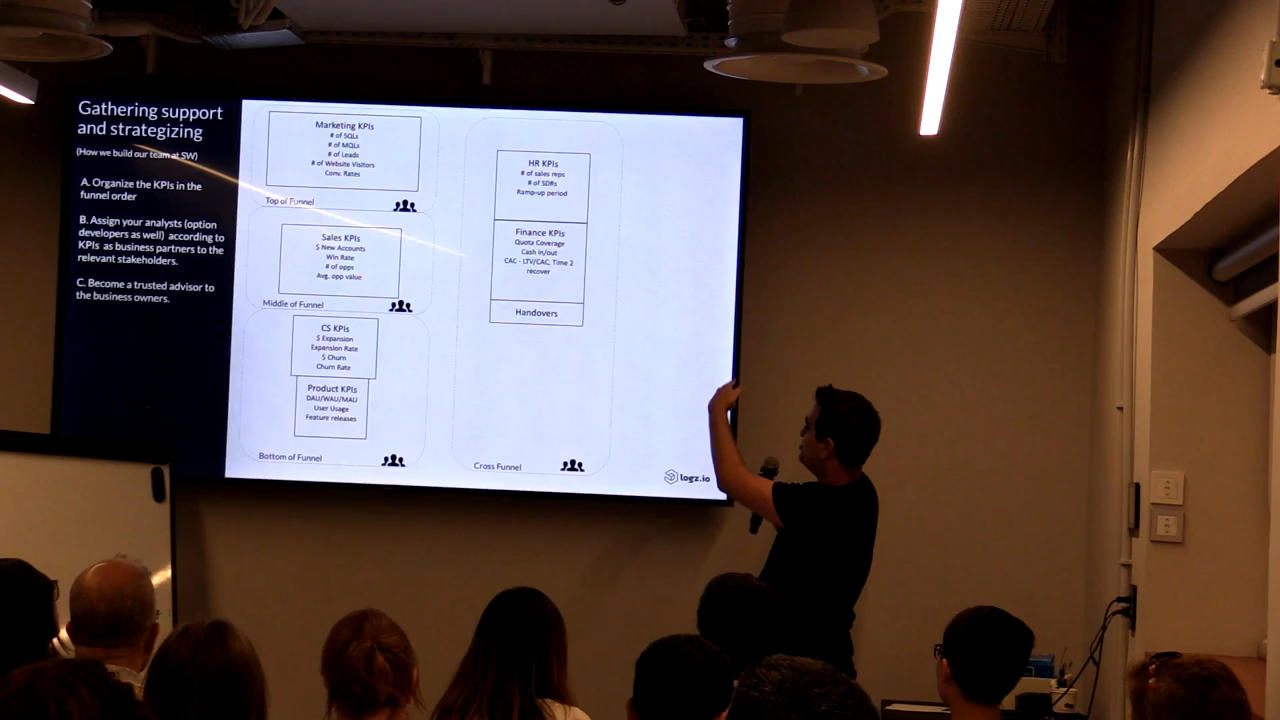 Gathering support
and strategizing
(How we build our team at SW)
A. Organize the KPIs in the
funnel order
B. Assign your analysts (option
developers as well) according to
KPIs as business partners to the
relevant stakeholders.
C. Become a trusted advisor to
the business owners.
Marketing KPIs
# of SQLs
# of MQLs
# of Leads
# of Website Visitors
Conv. Rates
Top of Funnel
Sales KPIs
$ New Accounts
Win Rate
# of opps
Avg. opp value
Middle of Funnel
CS KPIs
$ Expansion
Expansion Rate
$ Churn
Churn Rate
Product KPIs
DAU/WAU/MAU
User Usage
Feature releases
Bottom of Funnel
HR KPIs
# of sales reps
# of SDRs
Ramp-up period
Finance KPIs
Quota Coverage
Cash in/out
CAC - LTV/CAC, Time 2
recover
Handovers
Cross Funnel
logz.io